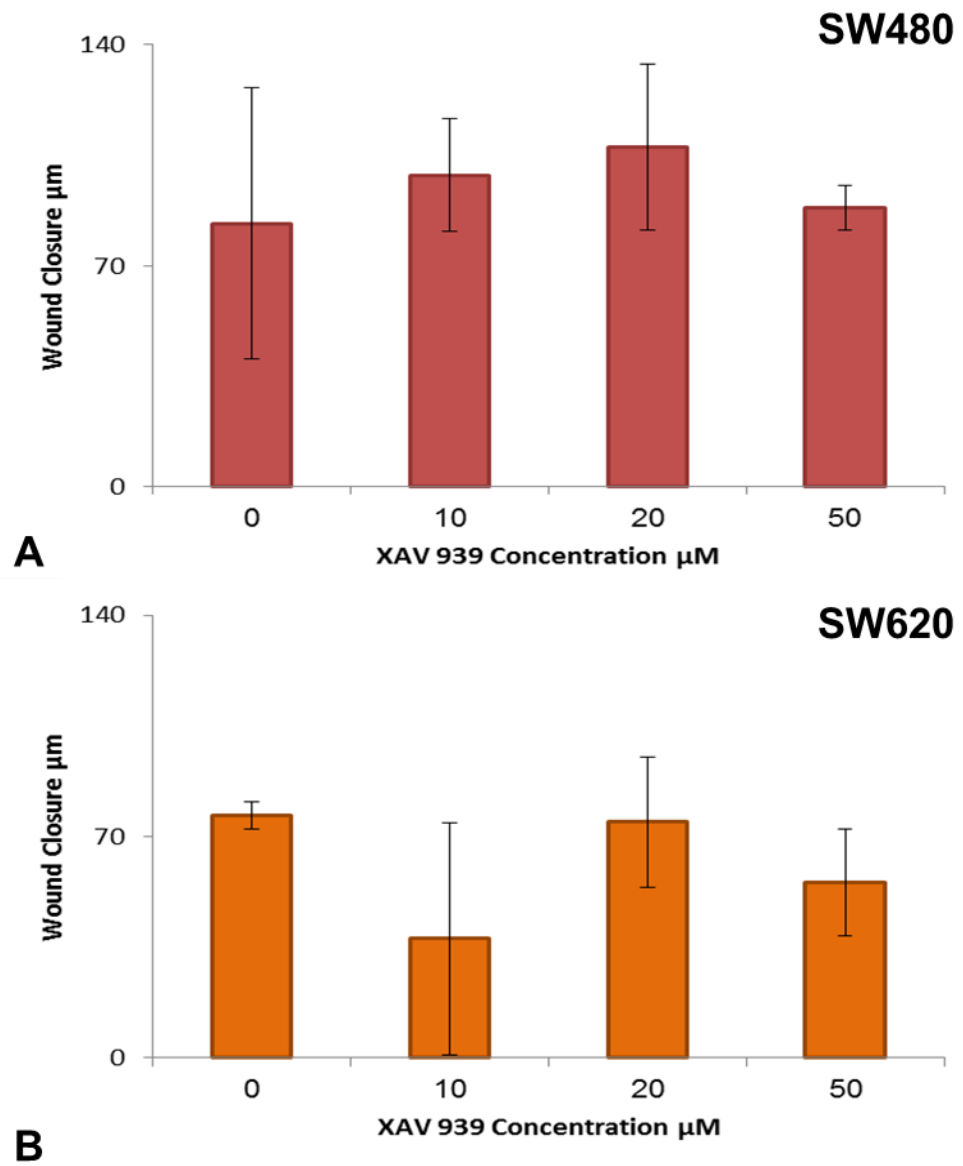 SW480
140
70
0
Wound Closure µm
0 10 20 50
XAV 939 Concentration µM
A
SW620
140
70
0
Wound Closure µm
0 10 20 50
XAV 939 Concentration µM
B